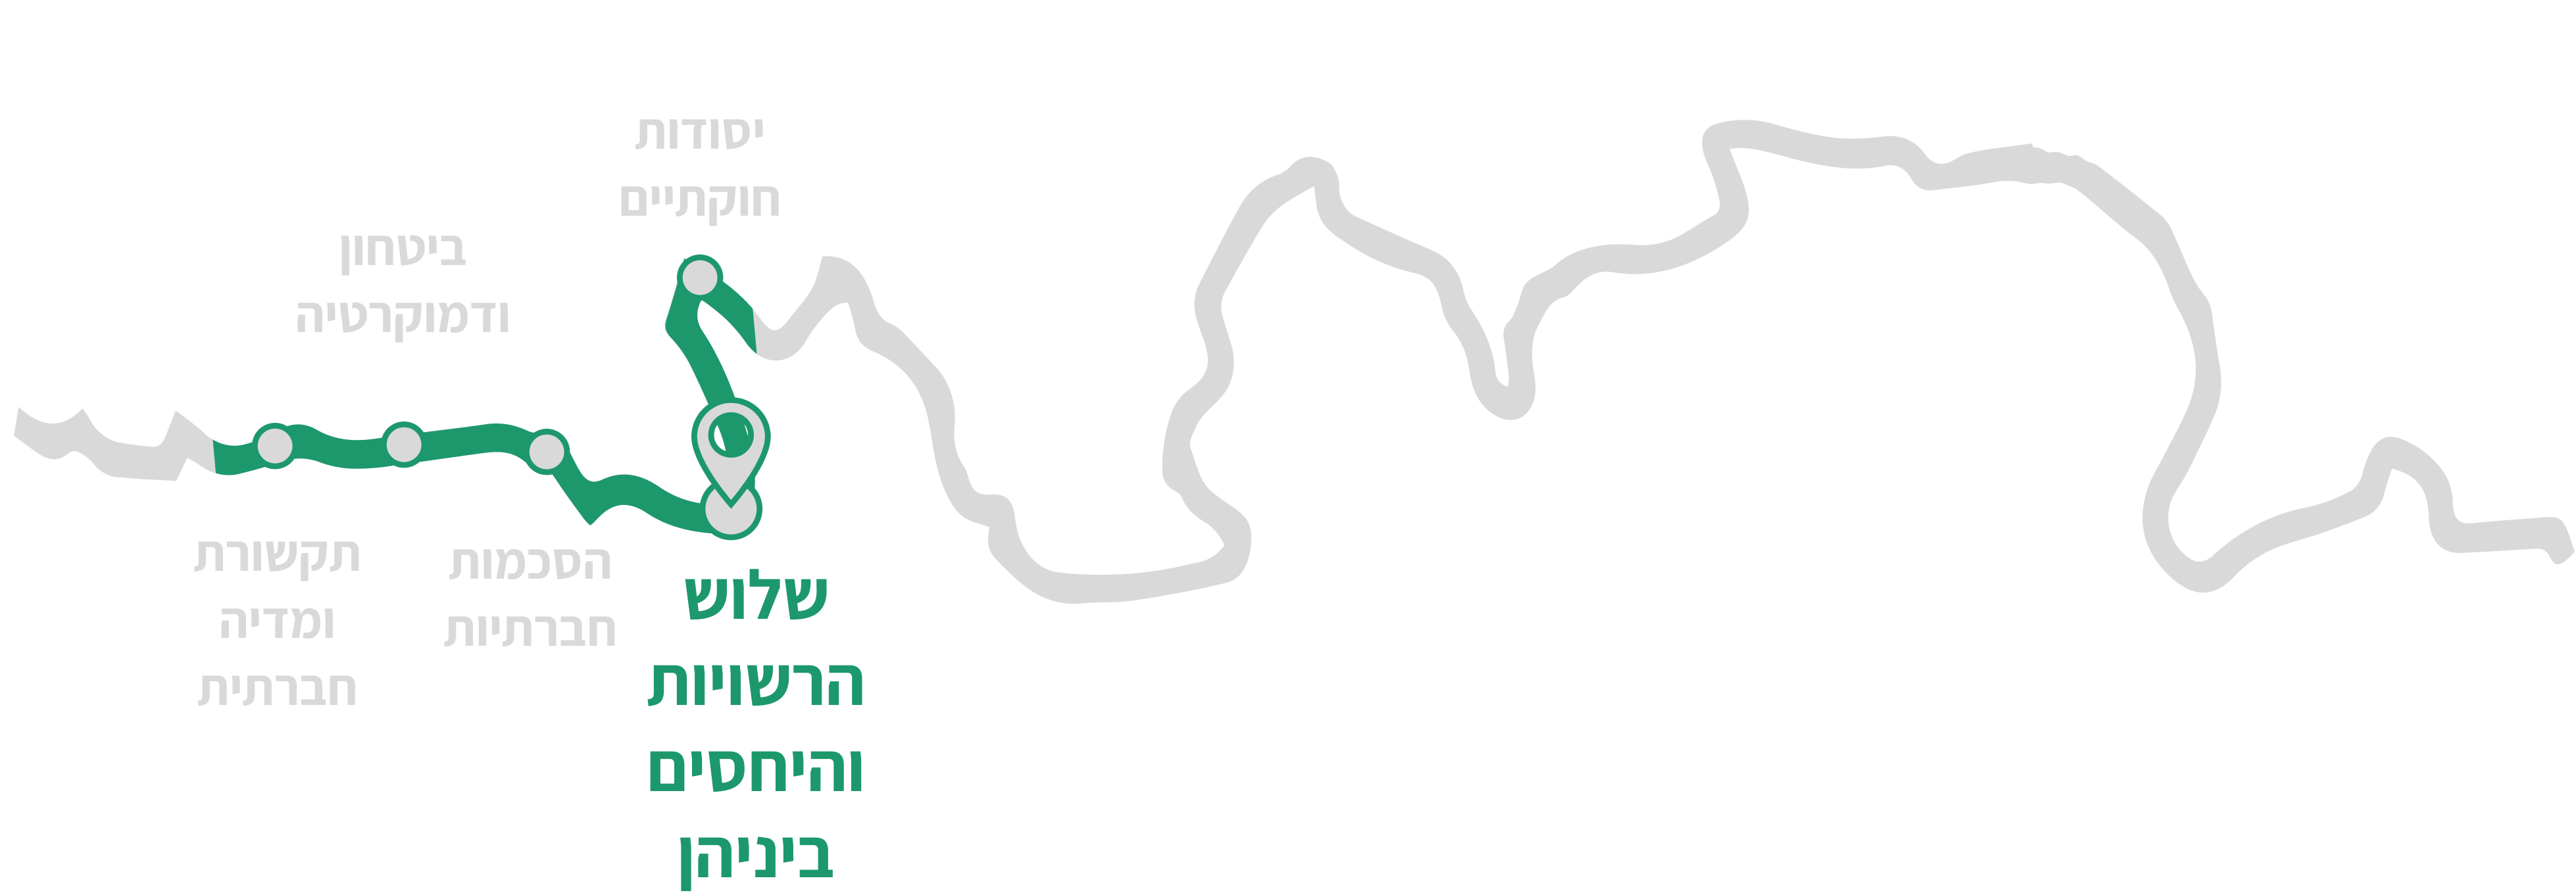 יסודות
חוקתיים
שלוש
הרשויות
והיחסים
ביניהן
הסכמות
חברתיות
ביטחון
ודמוקרטיה
תקשורת
ומדיה
חברתית